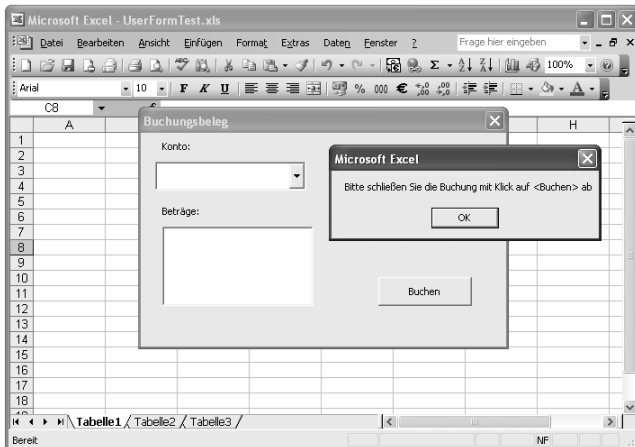 Microsoft Excel - UserFormTest.xls
Datei Bearbeiten Ansicht Einfügen Format Extras Daten Fenster ? Frage hier eingeben
100%
Arial 10 F K U % 000 €
C8
A H
1
2
3
4
5
6
7
8
9
10
11
12
13
14
15
16
17
18
Buchungsbeleg
Konto:
Beträge:
Buchen
Microsoft Excel
Bitte schließen Sie die Buchung mit Klick auf <Buchen> ab
OK
Tabelle1 / Tabelle2 / Tabelle3 /
Bereit NF